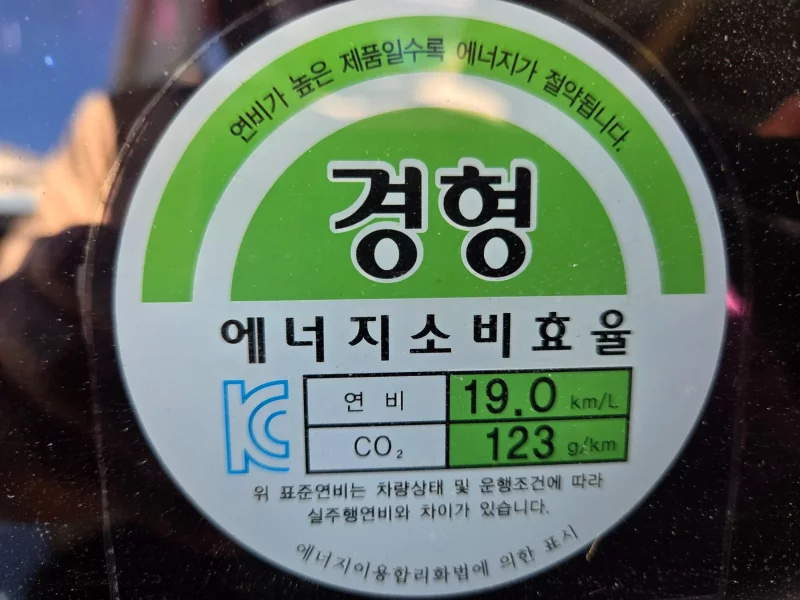 연비가 높은 제품일수록 에너지가 절약됩니다.
경형
에너지소비효율
KC
연 비 19.0 km/L
CO₂ 123 g/km
위 표준연비는 차량상태 및 운행조건에 따라
실주행연비와 차이가 있습니다.
에너지이용합리화법에 의한 표시